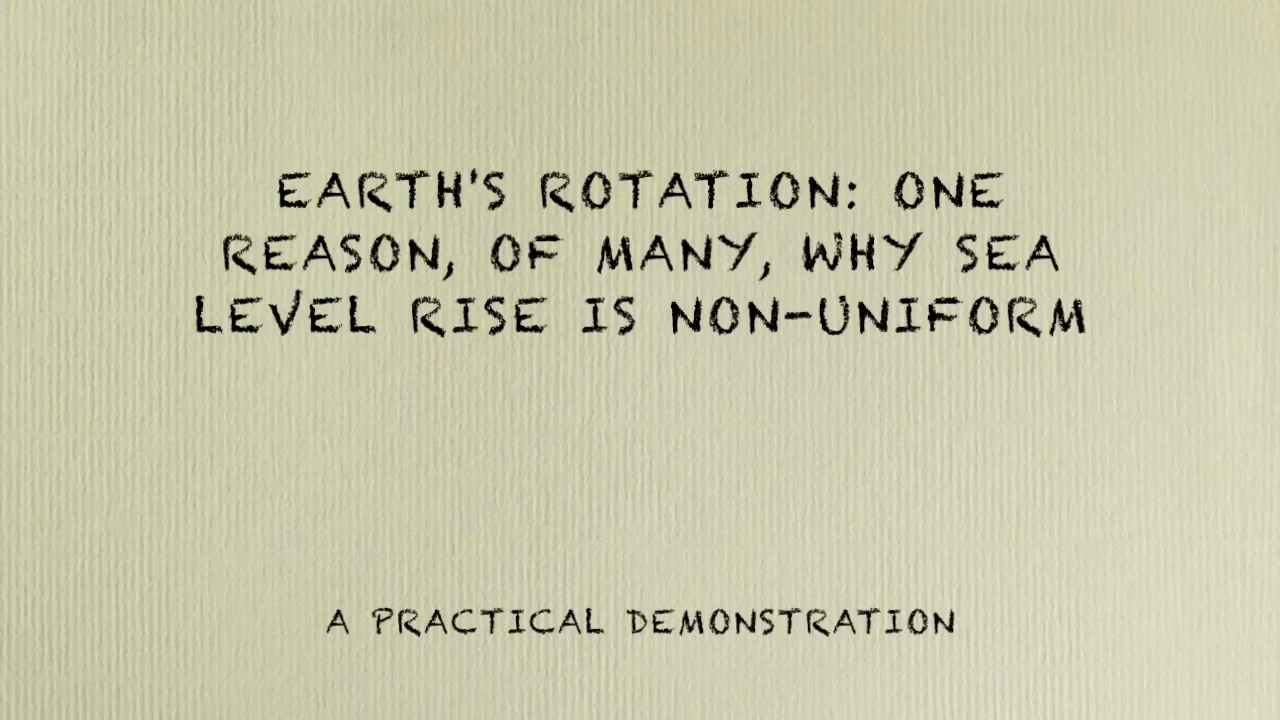 EARTH'S ROTATION: ONE
REASON, OF MANY, WHY SEA
LEVEL RISE IS NON-UNIFORM
A PRACTICAL DEMONSTRATION